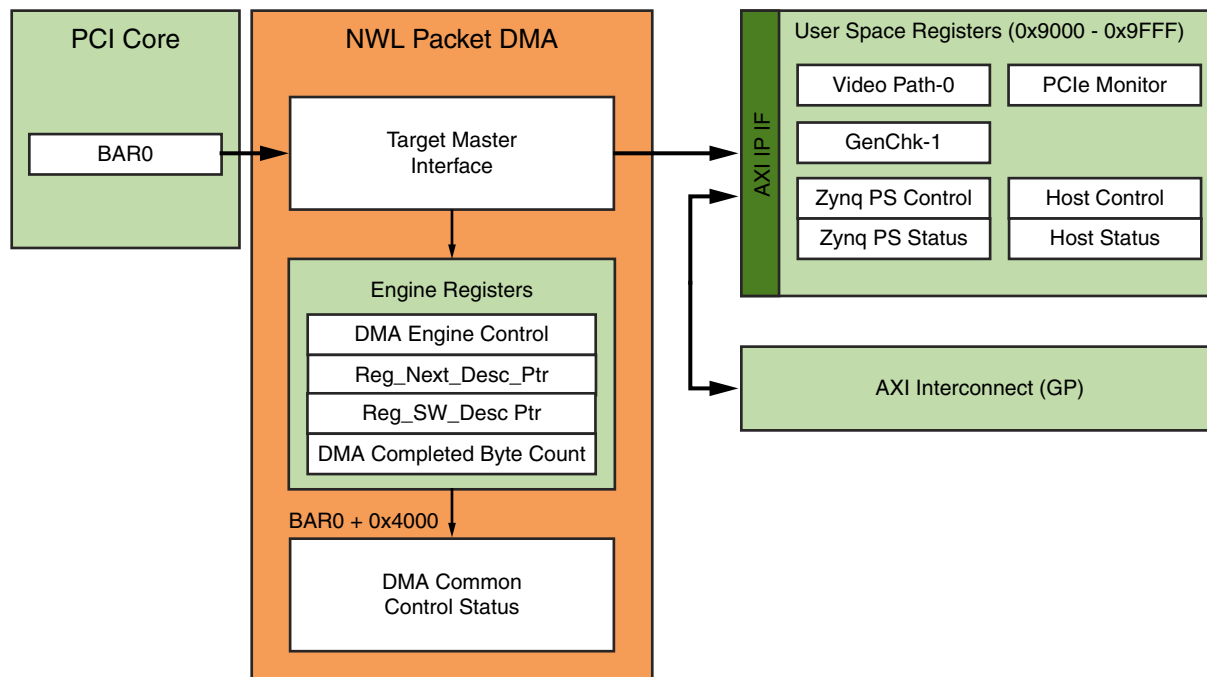 PCI Core
BAR0
NWL Packet DMA
Target Master
Interface
Engine Registers
DMA Engine Control
Reg_Next_Desc_Ptr
Reg_SW_Desc Ptr
DMA Completed Byte Count
BAR0 + 0x4000
DMA Common
Control Status
AXI IP IF
User Space Registers (0x9000 - 0x9FFF)
Video Path-0
PCIe Monitor
GenChk-1
Zynq PS Control
Host Control
Zynq PS Status
Host Status
AXI Interconnect (GP)